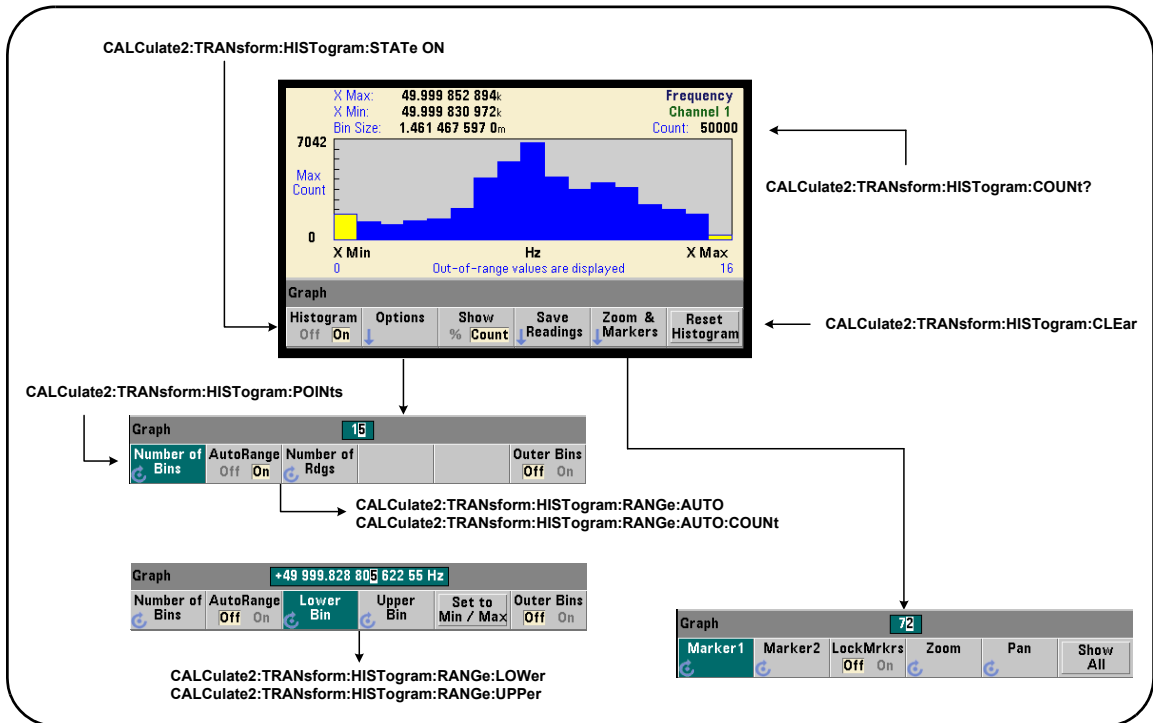 CALCulate2:TRANsform:HISTogram:STATe ON
X Max: 49.999 852 894k Frequency
X Min: 49.999 830 972k Channel 1
Bin Size: 1.461 467 597 0m Count: 50000
7042
Max
Count
0
X Min Hz X Max
0 Out-of-range values are displayed 16
CALCulate2:TRANsform:HISTogram:COUNt?
Graph
Histogram Options Show Save Zoom & Reset
Off On % Count Readings Markers Histogram
CALCulate2:TRANsform:HISTogram:CLEar
CALCulate2:TRANsform:HISTogram:POINts
Graph 15
Number of AutoRange Number of Outer Bins
Bins Off On Rdgs Off On
CALCulate2:TRANsform:HISTogram:RANGe:AUTO
CALCulate2:TRANsform:HISTogram:RANGe:AUTO:COUNt
Graph +49 999.828 805 622 55 Hz
Number of AutoRange Lower Upper Set to Outer Bins
Bins Off On Bin Bin Min / Max Off On
CALCulate2:TRANsform:HISTogram:RANGe:LOWer
CALCulate2:TRANsform:HISTogram:RANGe:UPPer
Graph 72
Marker1 Marker2 LockMrkrs Zoom Pan Show
Off On All